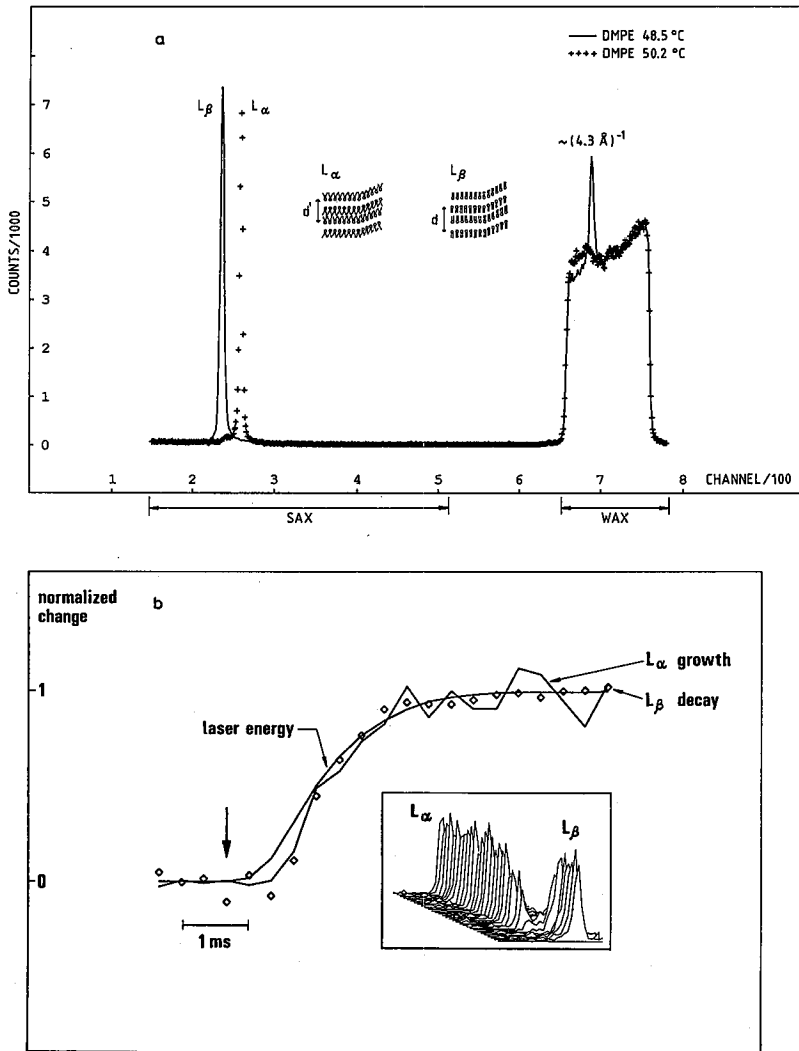 a
— DMPE 48.5 °C
++++ DMPE 50.2 °C
Lβ
Lα
~(4.3 Å)⁻¹
Lα
Lβ
d'
d
COUNTS/1000
7
6
5
4
3
2
1
0
1 2 3 4 5 6 7 8 CHANNEL/100
SAX
WAX
normalized change
b
1
0
Lα growth
Lβ decay
laser energy
1 ms
Lα
Lβ